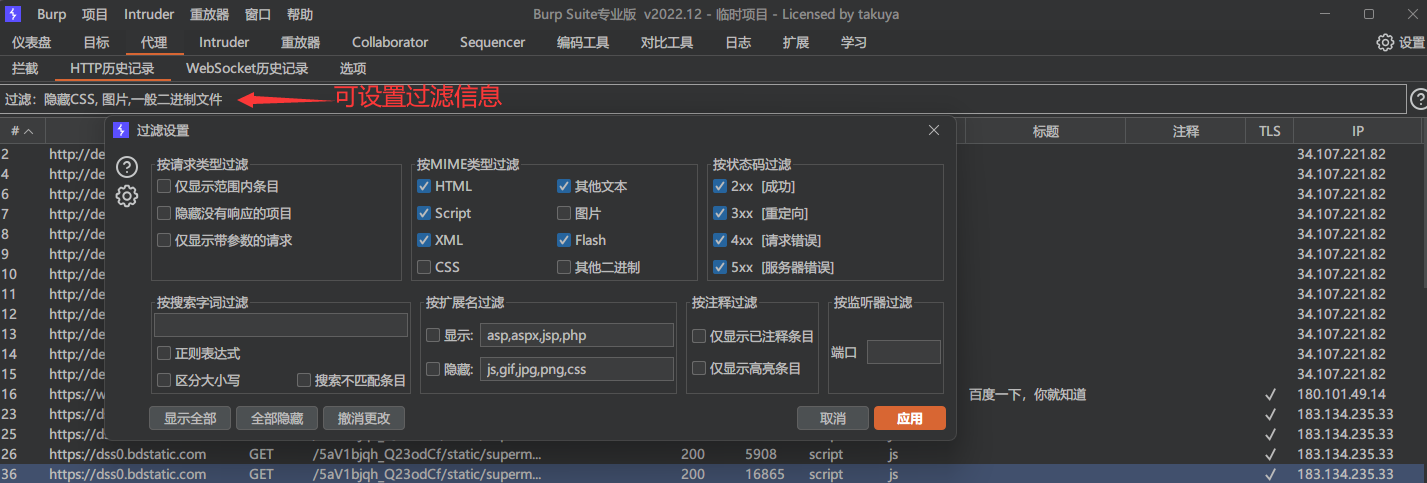 Burp 项目 Intruder 重放器 窗口 帮助 Burp Suite专业版 v2022.12 - 临时项目 - Licensed by takuya
仪表盘 目标 代理 Intruder 重放器 Collaborator Sequencer 编码工具 对比工具 日志 扩展 学习 设置
拦截 HTTP历史记录 WebSocket历史记录 选项
过滤: 隐藏CSS, 图片,一般二进制文件 可设置过滤信息
# 标题 注释 TLS IP
过滤设置
按请求类型过滤
仅显示范围内条目
隐藏没有响应的项目
仅显示带参数的请求
按MIME类型过滤
HTML 其他文本
Script 图片
XML Flash
CSS 其他二进制
按状态码过滤
2xx [成功]
3xx [重定向]
4xx [请求错误]
5xx [服务器错误]
按搜索字词过滤
正则表达式
区分大小写 搜索不匹配条目
按扩展名过滤
显示: asp,aspx,jsp,php
隐藏: js,gif,jpg,png,css
按注释过滤
仅显示已注释条目
仅显示高亮条目
按监听器过滤
端口
显示全部 全部隐藏 撤消更改 取消 应用
2 http://de 34.107.221.82
4 http://de 34.107.221.82
6 http://de 34.107.221.82
7 http://de 34.107.221.82
8 http://de 34.107.221.82
9 http://de 34.107.221.82
10 http://de 34.107.221.82
11 http://de 34.107.221.82
12 http://de 34.107.221.82
13 http://de 34.107.221.82
14 http://de 34.107.221.82
15 http://de 34.107.221.82
16 https://w 百度一下，你就知道 ✓ 180.101.49.14
23 https://d ✓ 183.134.235.33
25 https://dss0.bdstatic.com GET /5aV1bjqh_Q23odCf/static/superm... 200 js ✓ 183.134.235.33
26 https://dss0.bdstatic.com GET /5aV1bjqh_Q23odCf/static/superm... 200 5908 script js ✓ 183.134.235.33
36 https://dss0.bdstatic.com GET /5aV1bjqh_Q23odCf/static/superm... 200 16865 script js ✓ 183.134.235.33